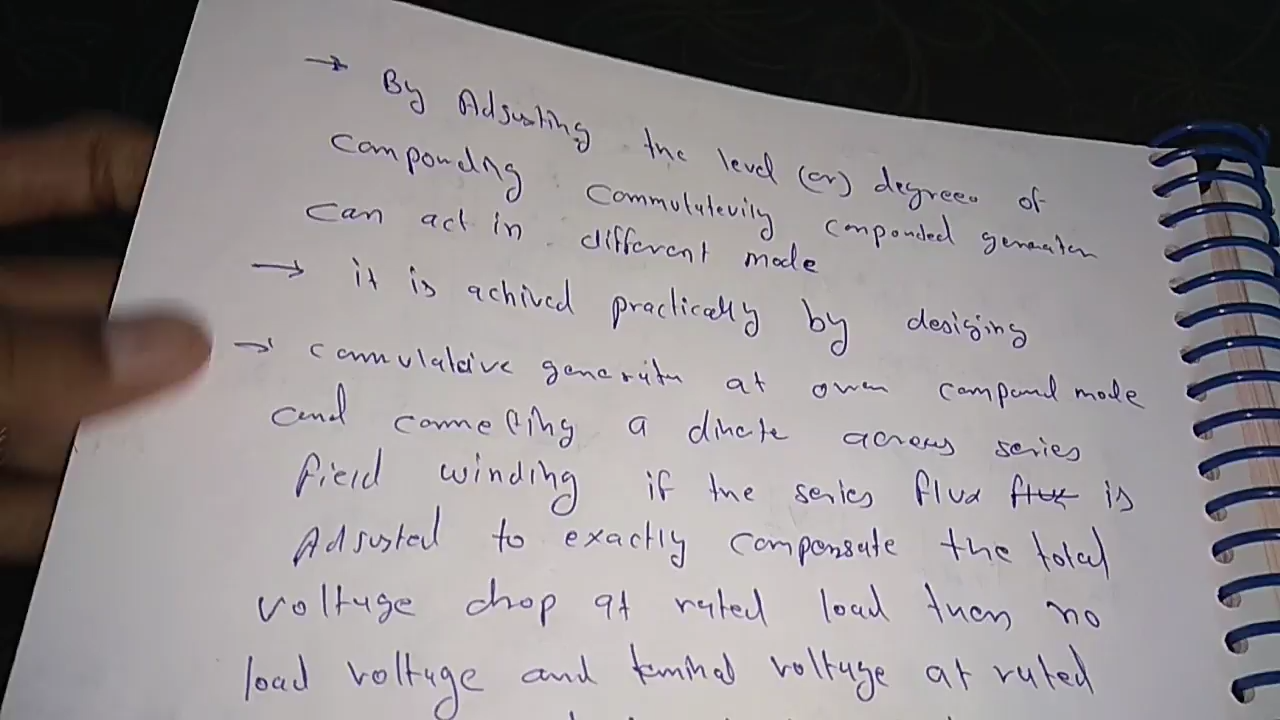 → By Adjusting the level (or) degree of
Compounding Commulatevily componded generator
can act in different mode
→ it is achived practically by desiging
→ commulative generator at over compound mode
and connecting a across series
field winding if the series flux flux is
Adjusted to exactly compensate the total
voltage drop at rated load then no
load voltage and terminal voltage at rated